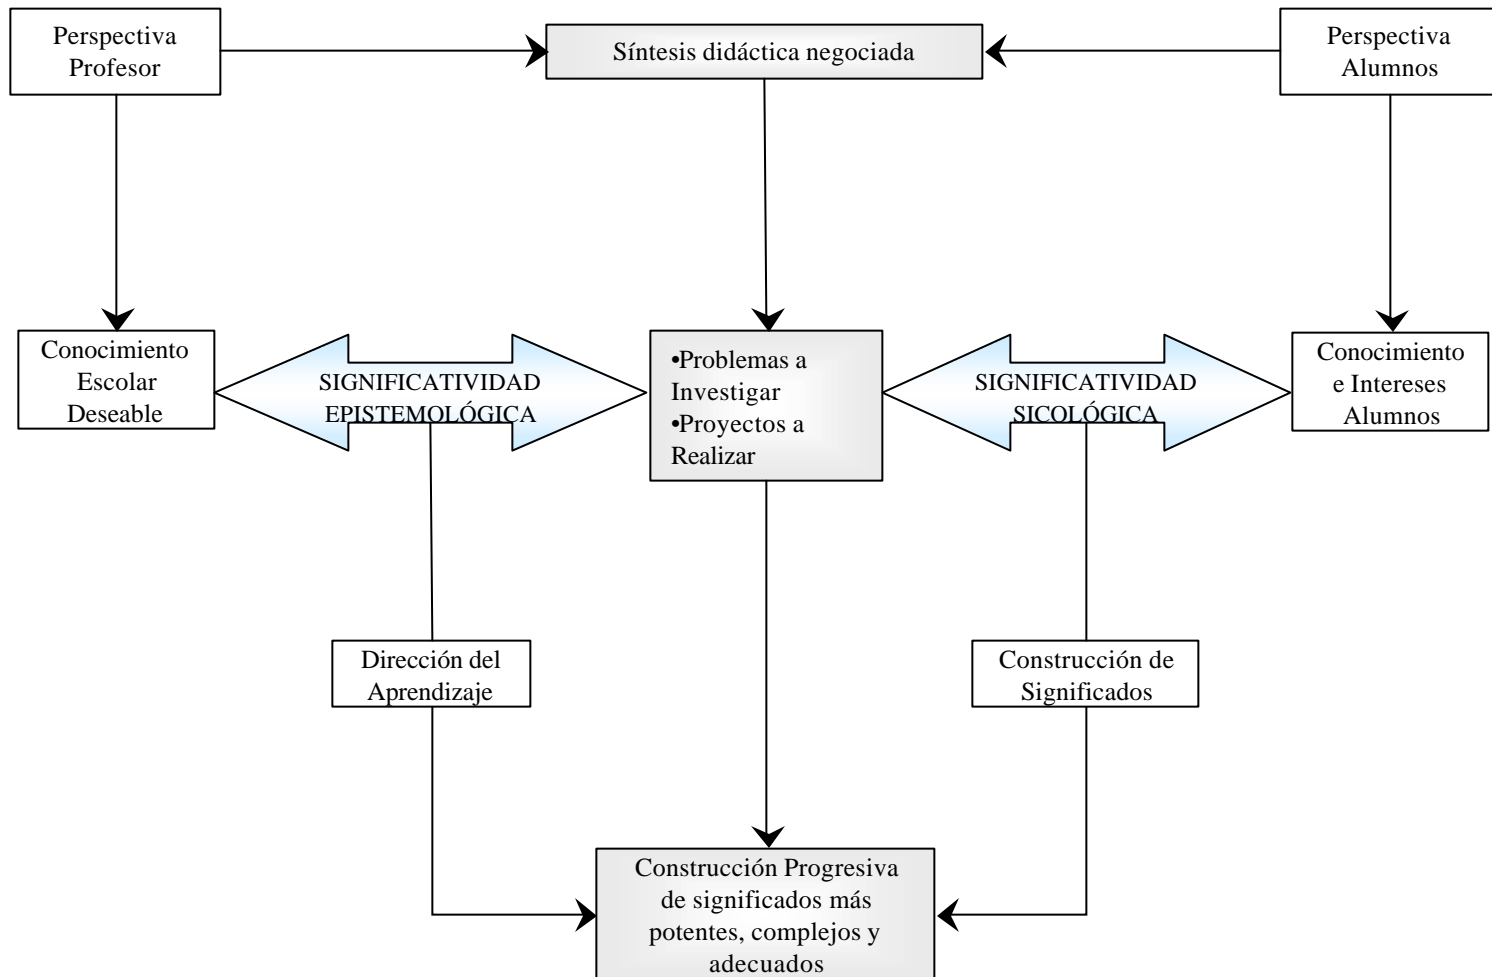 Perspectiva
Profesor
Síntesis didáctica negociada
Perspectiva
Alumnos
Conocimiento
Escolar
Deseable
SIGNIFICATIVIDAD
EPISTEMOLÓGICA
•Problemas a
Investigar
•Proyectos a
Realizar
SIGNIFICATIVIDAD
SICOLÓGICA
Conocimiento
e Intereses
Alumnos
Dirección del
Aprendizaje
Construcción de
Significados
Construcción Progresiva
de significados más
potentes, complejos y
adecuados